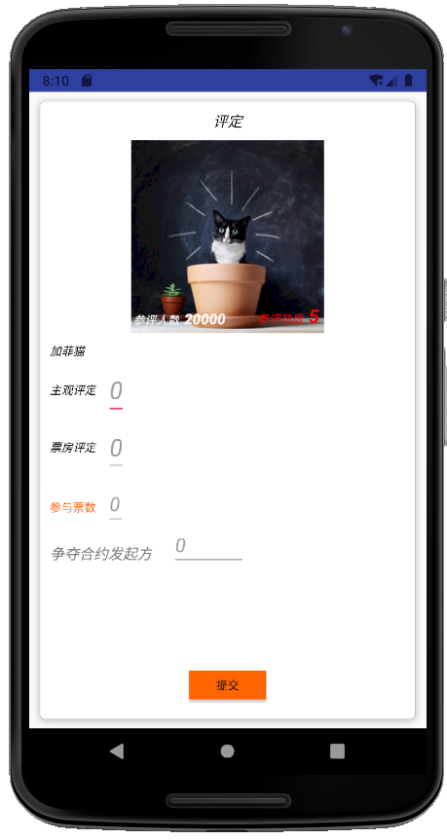 8:10
评定
参评人数 20000
5
加菲猫
主观评定 0
票房评定 0
参与票数 0
争夺合约发起方 0
提交